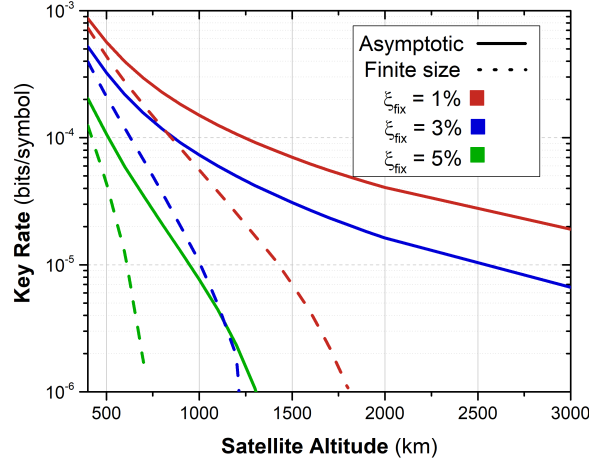 10⁻³
10⁻⁴
10⁻⁵
10⁻⁶
Key Rate (bits/symbol)
Asymptotic
Finite size
ξfix = 1%
ξfix = 3%
ξfix = 5%
500 1000 1500 2000 2500 3000
Satellite Altitude (km)